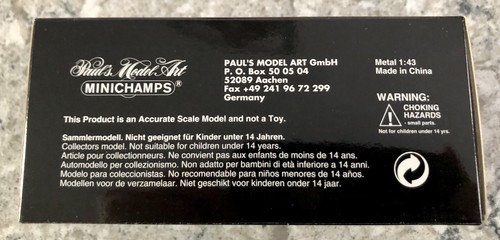 Paul's Model Art
MINICHAMPS®
PAUL'S MODEL ART GmbH
P. O. Box 50 05 04
52089 Aachen
Fax +49 241 96 72 299
Germany
Metal 1:43
Made in China
WARNING:
CHOKING
HAZARDS
- small parts.
Not for children under 14 yrs.
This Product is an Accurate Scale Model and not a Toy.
Sammlermodell. Nicht geeignet für Kinder unter 14 Jahren.
Collectors model. Not suitable for children under 14 years.
Article pour collectionneurs. Ne convient pas aux enfants de moins de 14 ans.
Automodello per collezionismo. Non adatto per bambini di età inferiore a 14 anni.
Modelo para coleccionistas. No recomendable para niños menores de 14 años.
Modellen voor de verzamelaar. Niet geschikt voor kinderen onder 14 jaar.